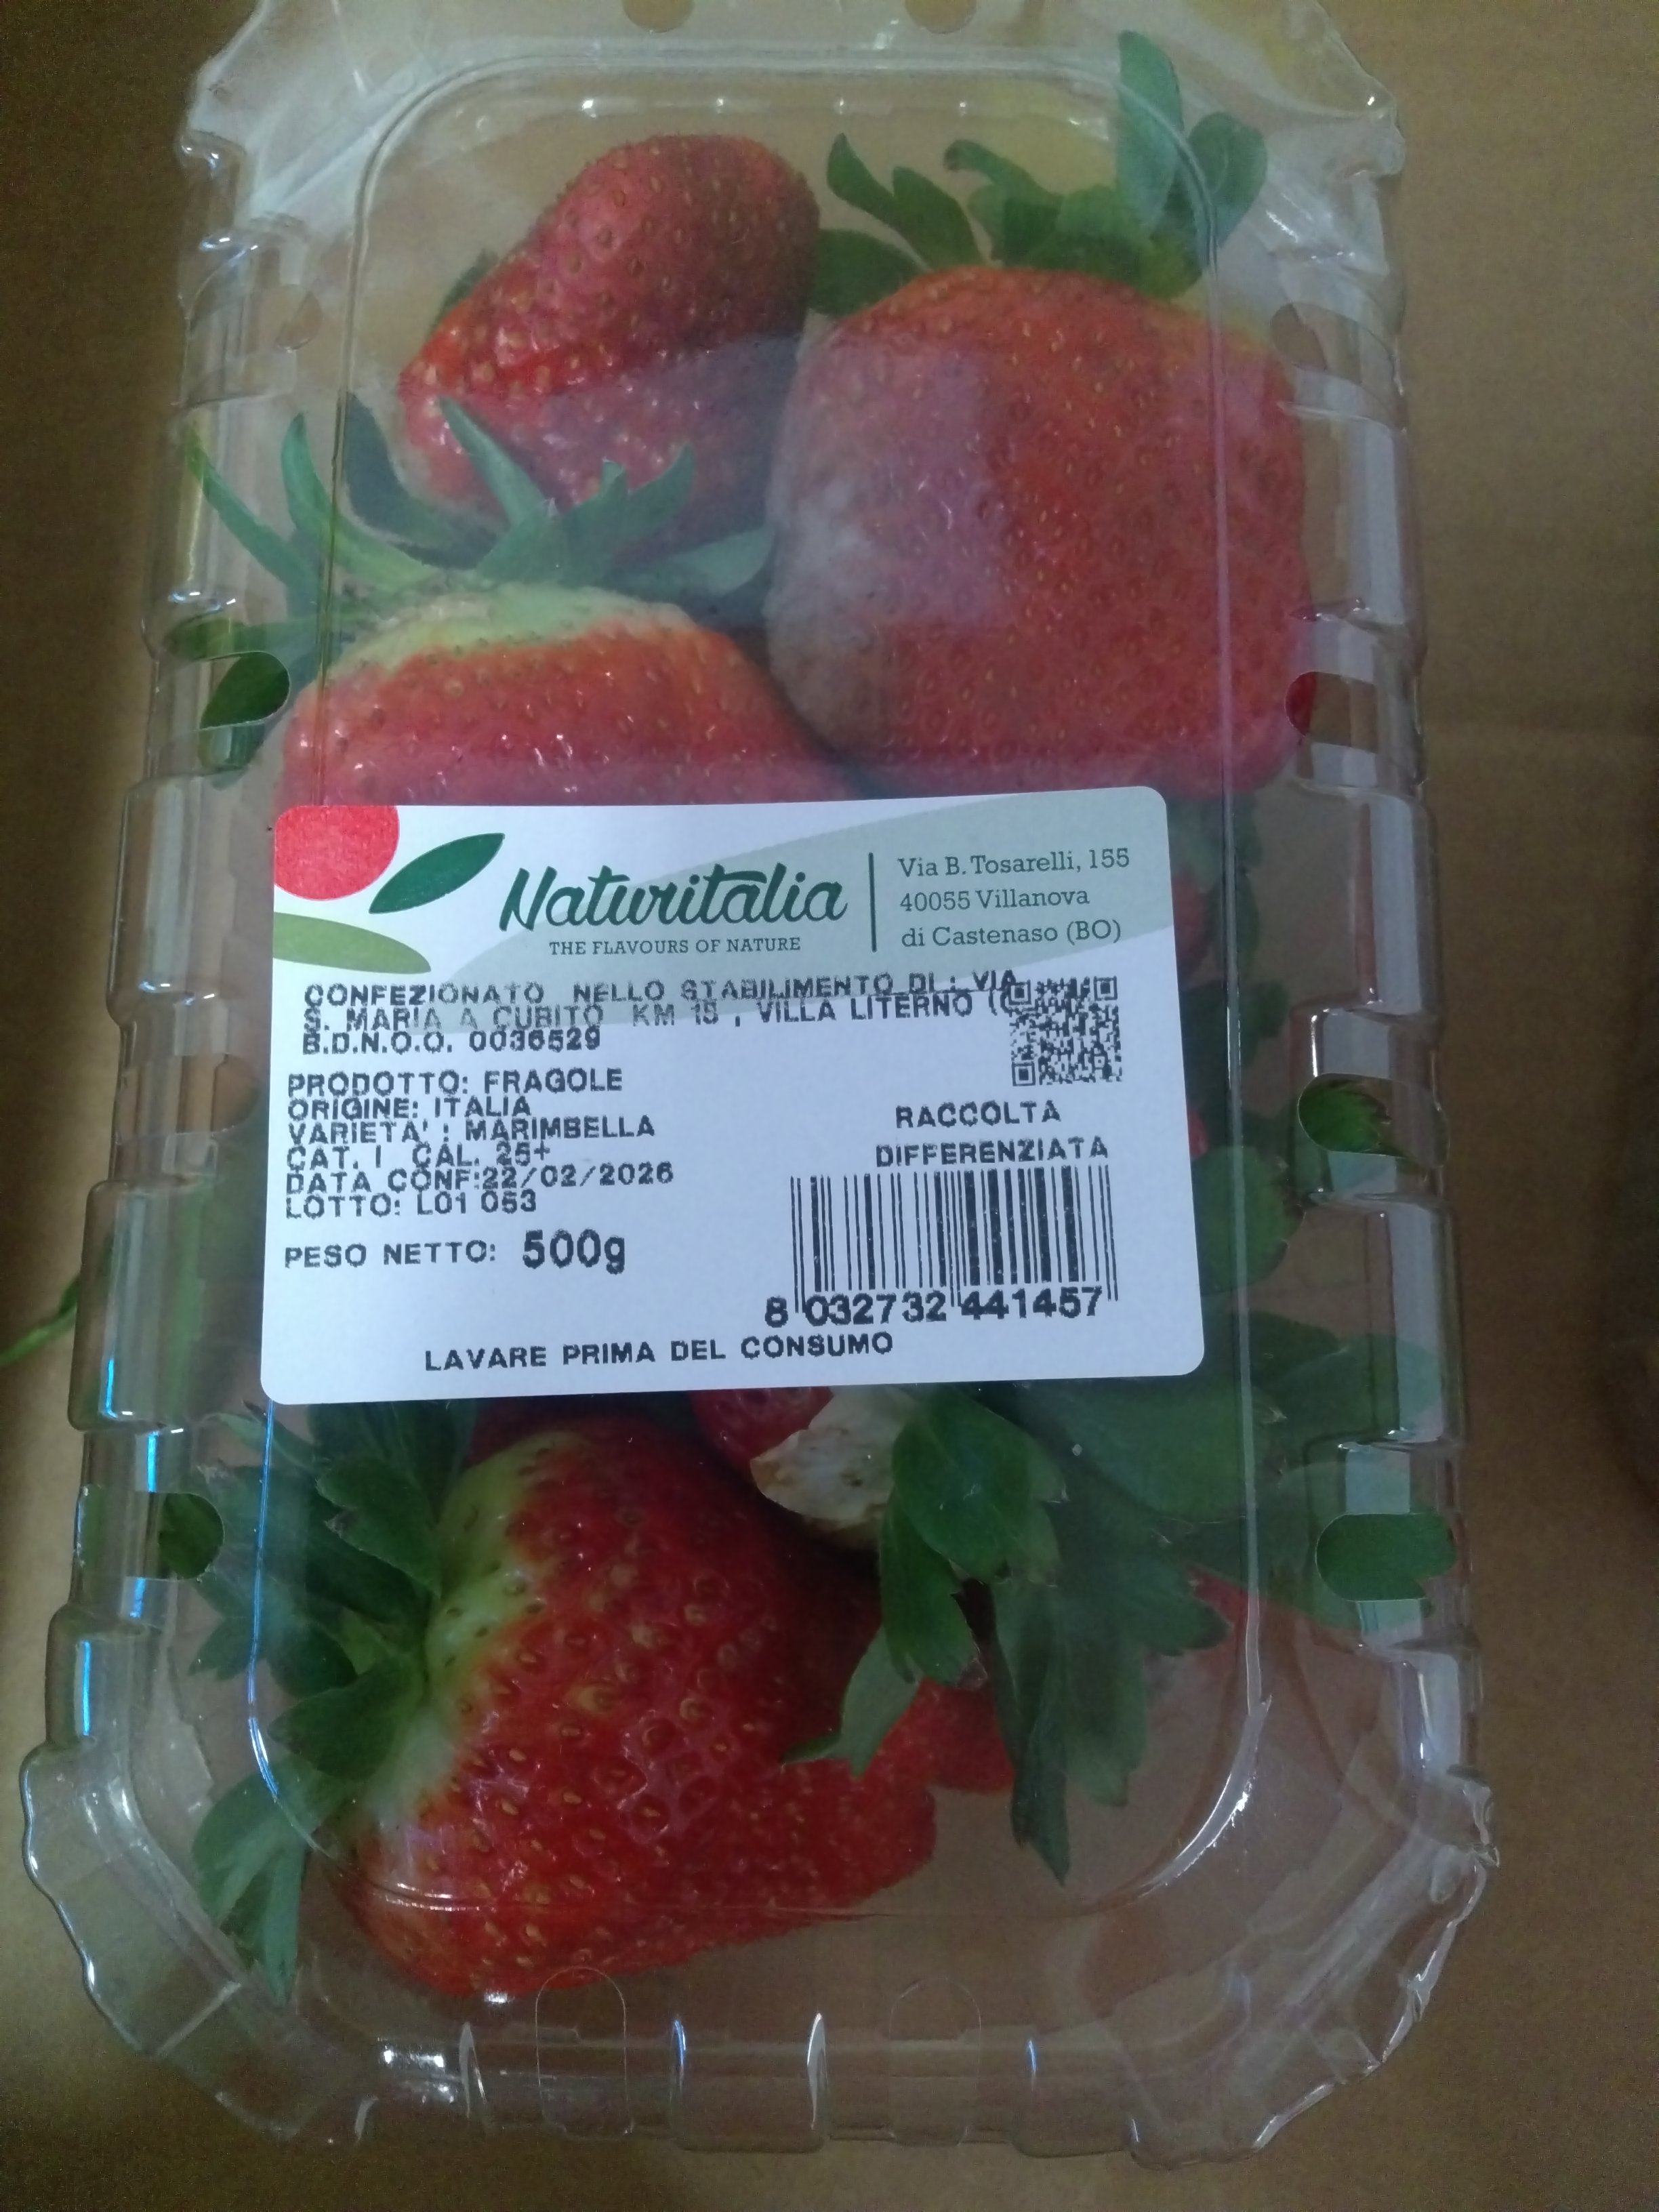 Naturitalia
THE FLAVOURS OF NATURE
Via B. Tosarelli, 155
40055 Villanova
di Castenaso (BO)
CONFEZIONATO NELLO STABILIMENTO DI : VIA
S. MARIA A CUBITO KM 15 , VILLA LITERNO (C
B.D.N.O.O. 0036529
PRODOTTO: FRAGOLE
ORIGINE: ITALIA
VARIETA' : MARIMBELLA
CAT. I CAL. 25+
DATA CONF:22/02/2026
LOTTO: L01 053
PESO NETTO: 500g
RACCOLTA
DIFFERENZIATA
8 032732 441457
LAVARE PRIMA DEL CONSUMO